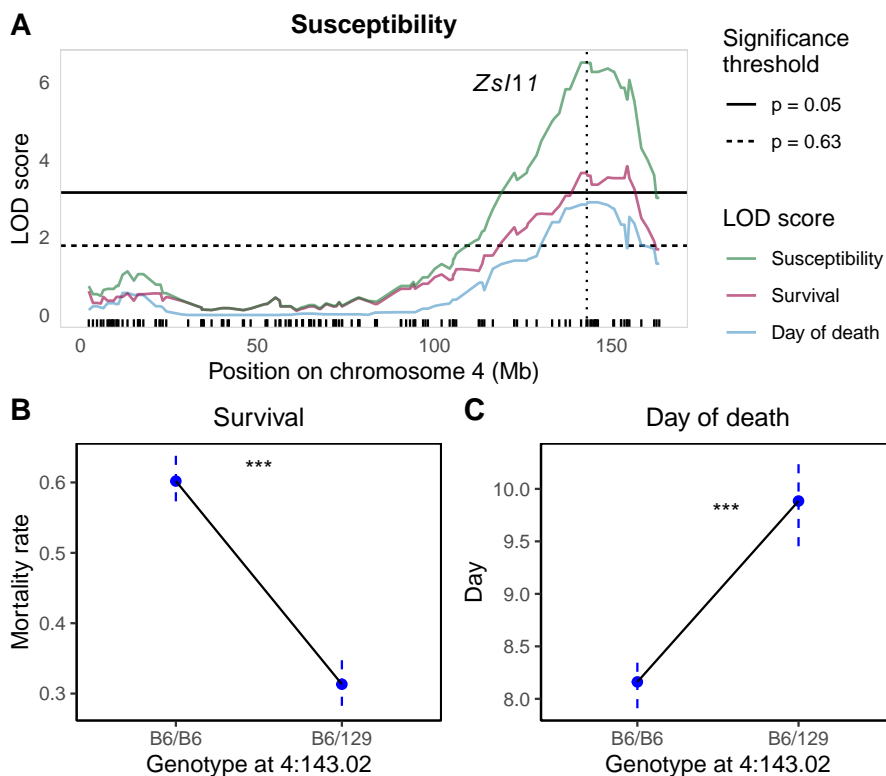 A
Susceptibility
Zsl11
LOD score
6
4
2
0
0
50
100
150
Position on chromosome 4 (Mb)
Significance
threshold
p = 0.05
p = 0.63
LOD score
Susceptibility
Survival
Day of death
B
Survival
***
Mortality rate
0.6
0.5
0.4
0.3
B6/B6
B6/129
Genotype at 4:143.02
C
Day of death
***
Day
10.0
9.5
9.0
8.5
8.0
B6/B6
B6/129
Genotype at 4:143.02